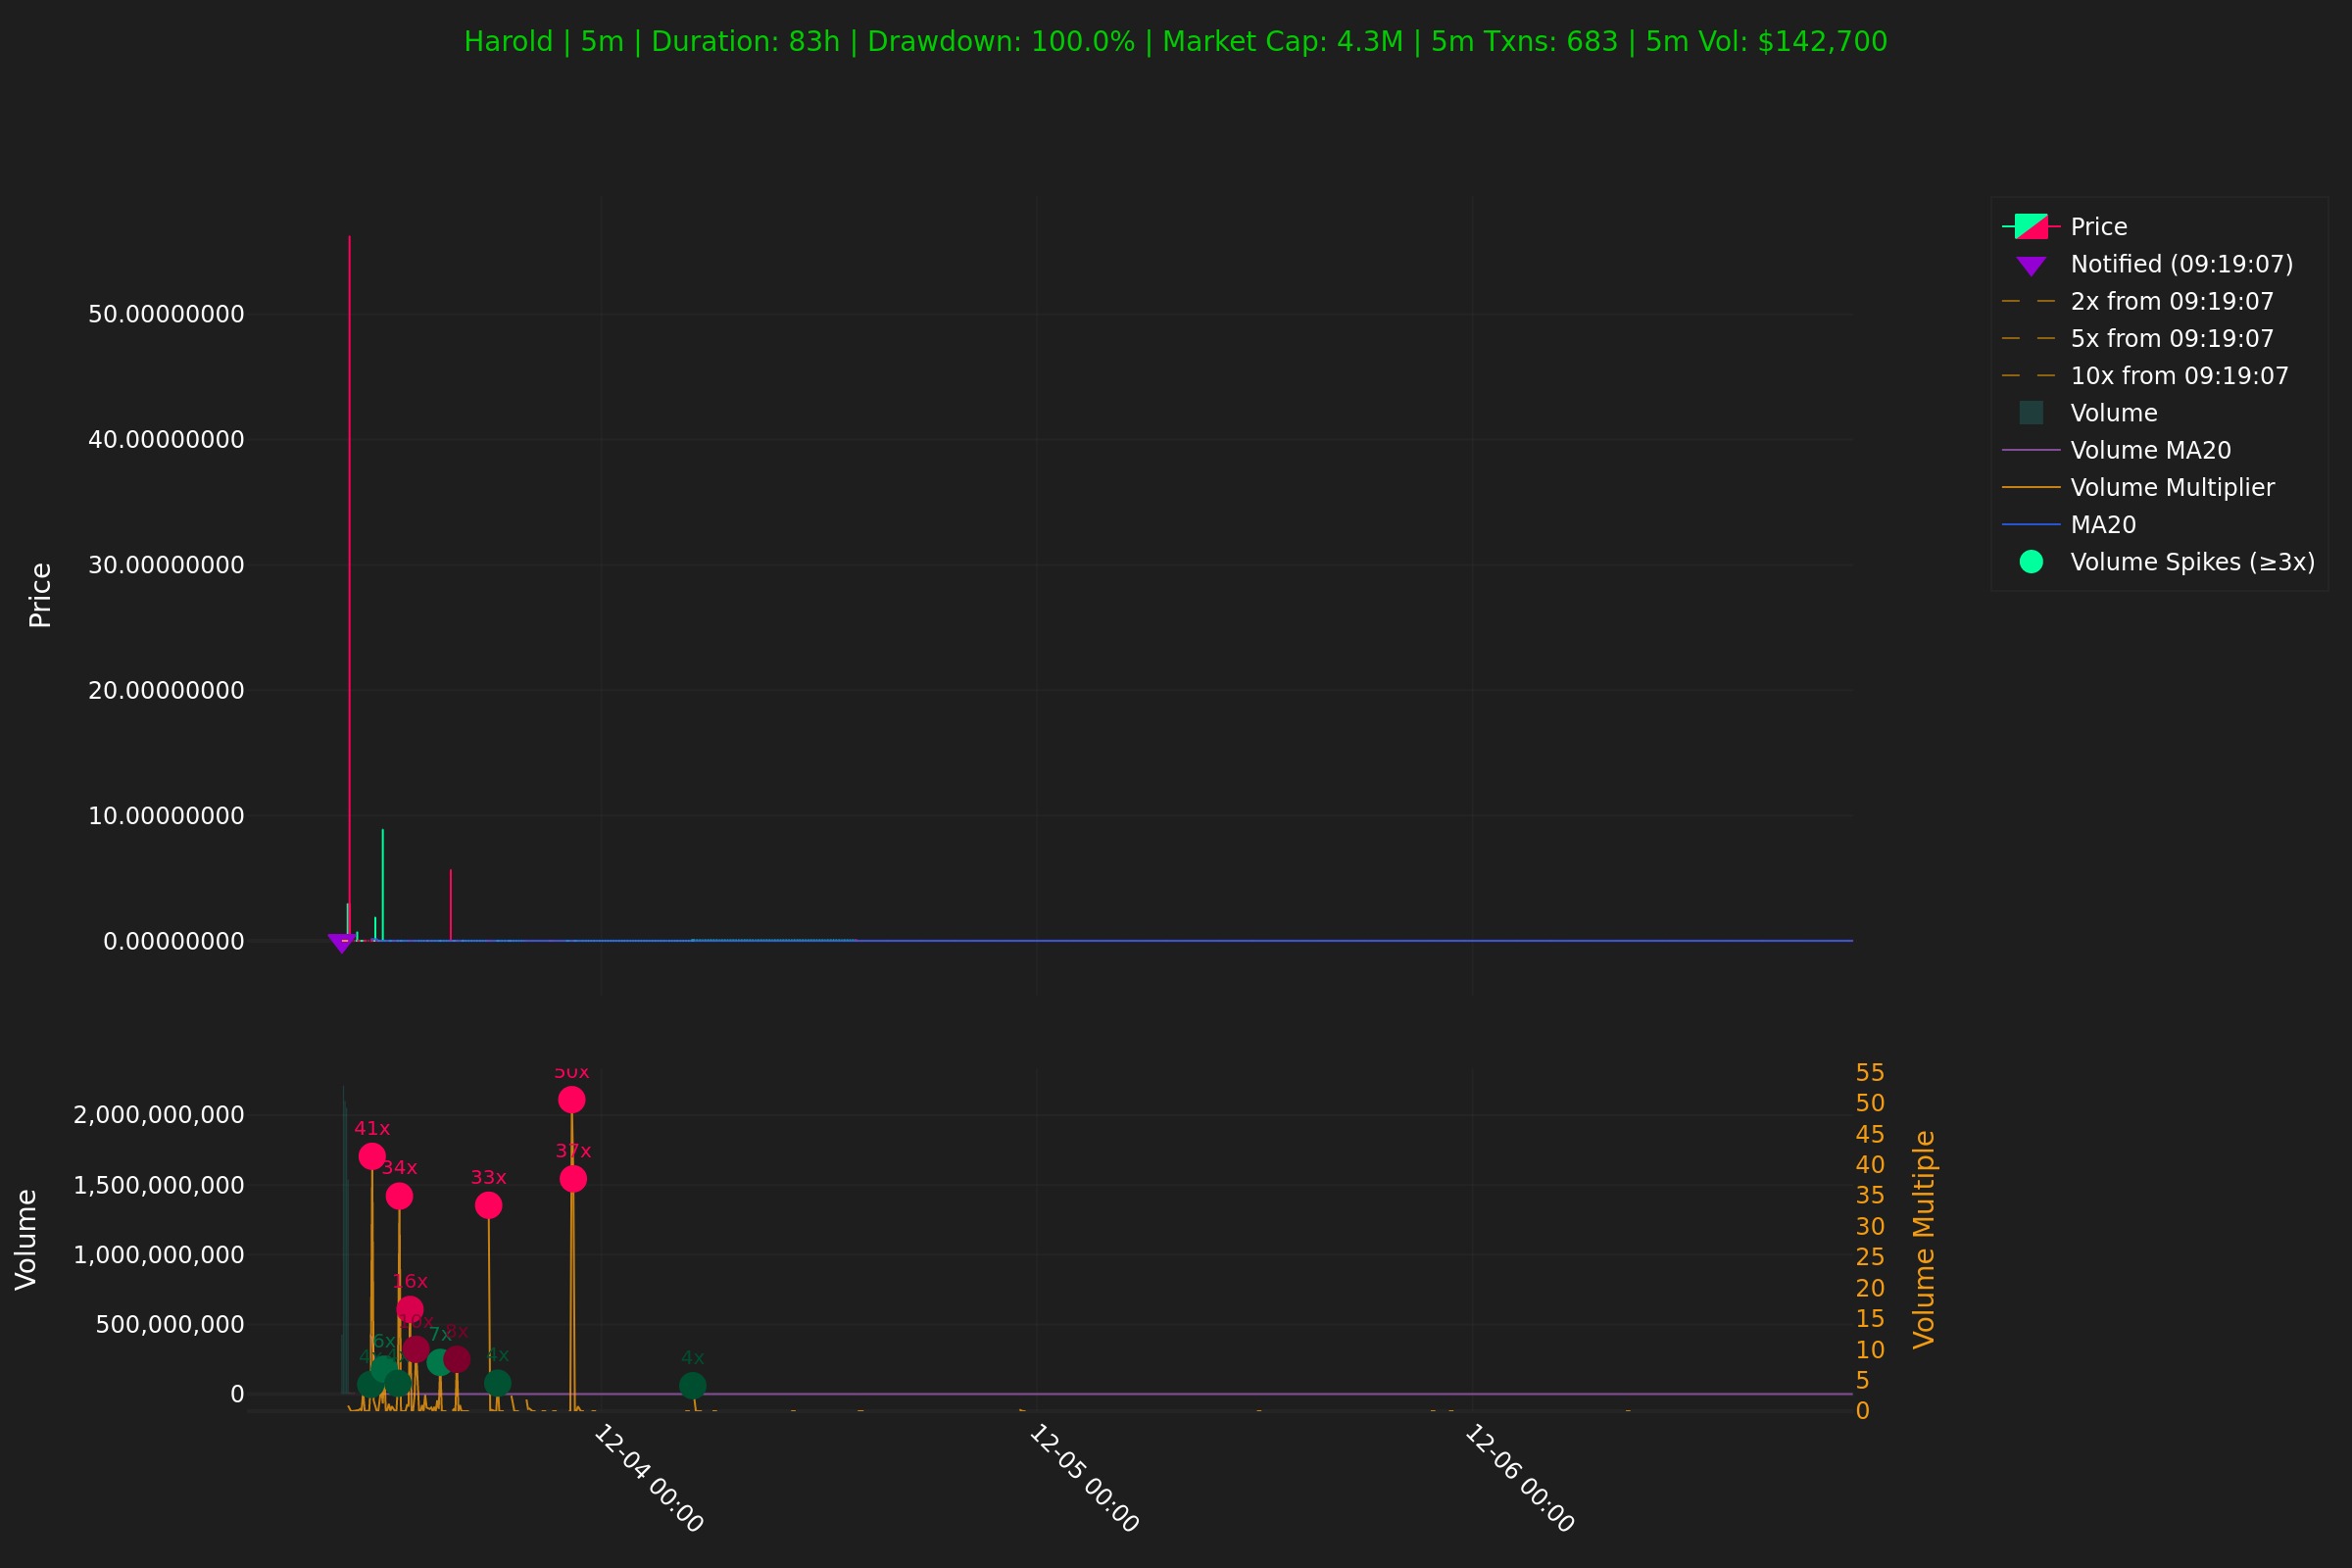 Harold | 5m | Duration: 83h | Drawdown: 100.0% | Market Cap: 4.3M | 5m Txns: 683 | 5m Vol: $142,700
Price
50.00000000
40.00000000
30.00000000
20.00000000
10.00000000
0.00000000
Price
Notified (09:19:07)
2x from 09:19:07
5x from 09:19:07
10x from 09:19:07
Volume
Volume MA20
Volume Multiplier
MA20
Volume Spikes (≥3x)
Volume
2,000,000,000
1,500,000,000
1,000,000,000
500,000,000
0
50x
41x
37x
34x
33x
16x
7x
8x
6x
4x
4x
55
50
45
40
35
30
25
20
15
10
5
0
Volume Multiple
12-04 00:00
12-05 00:00
12-06 00:00